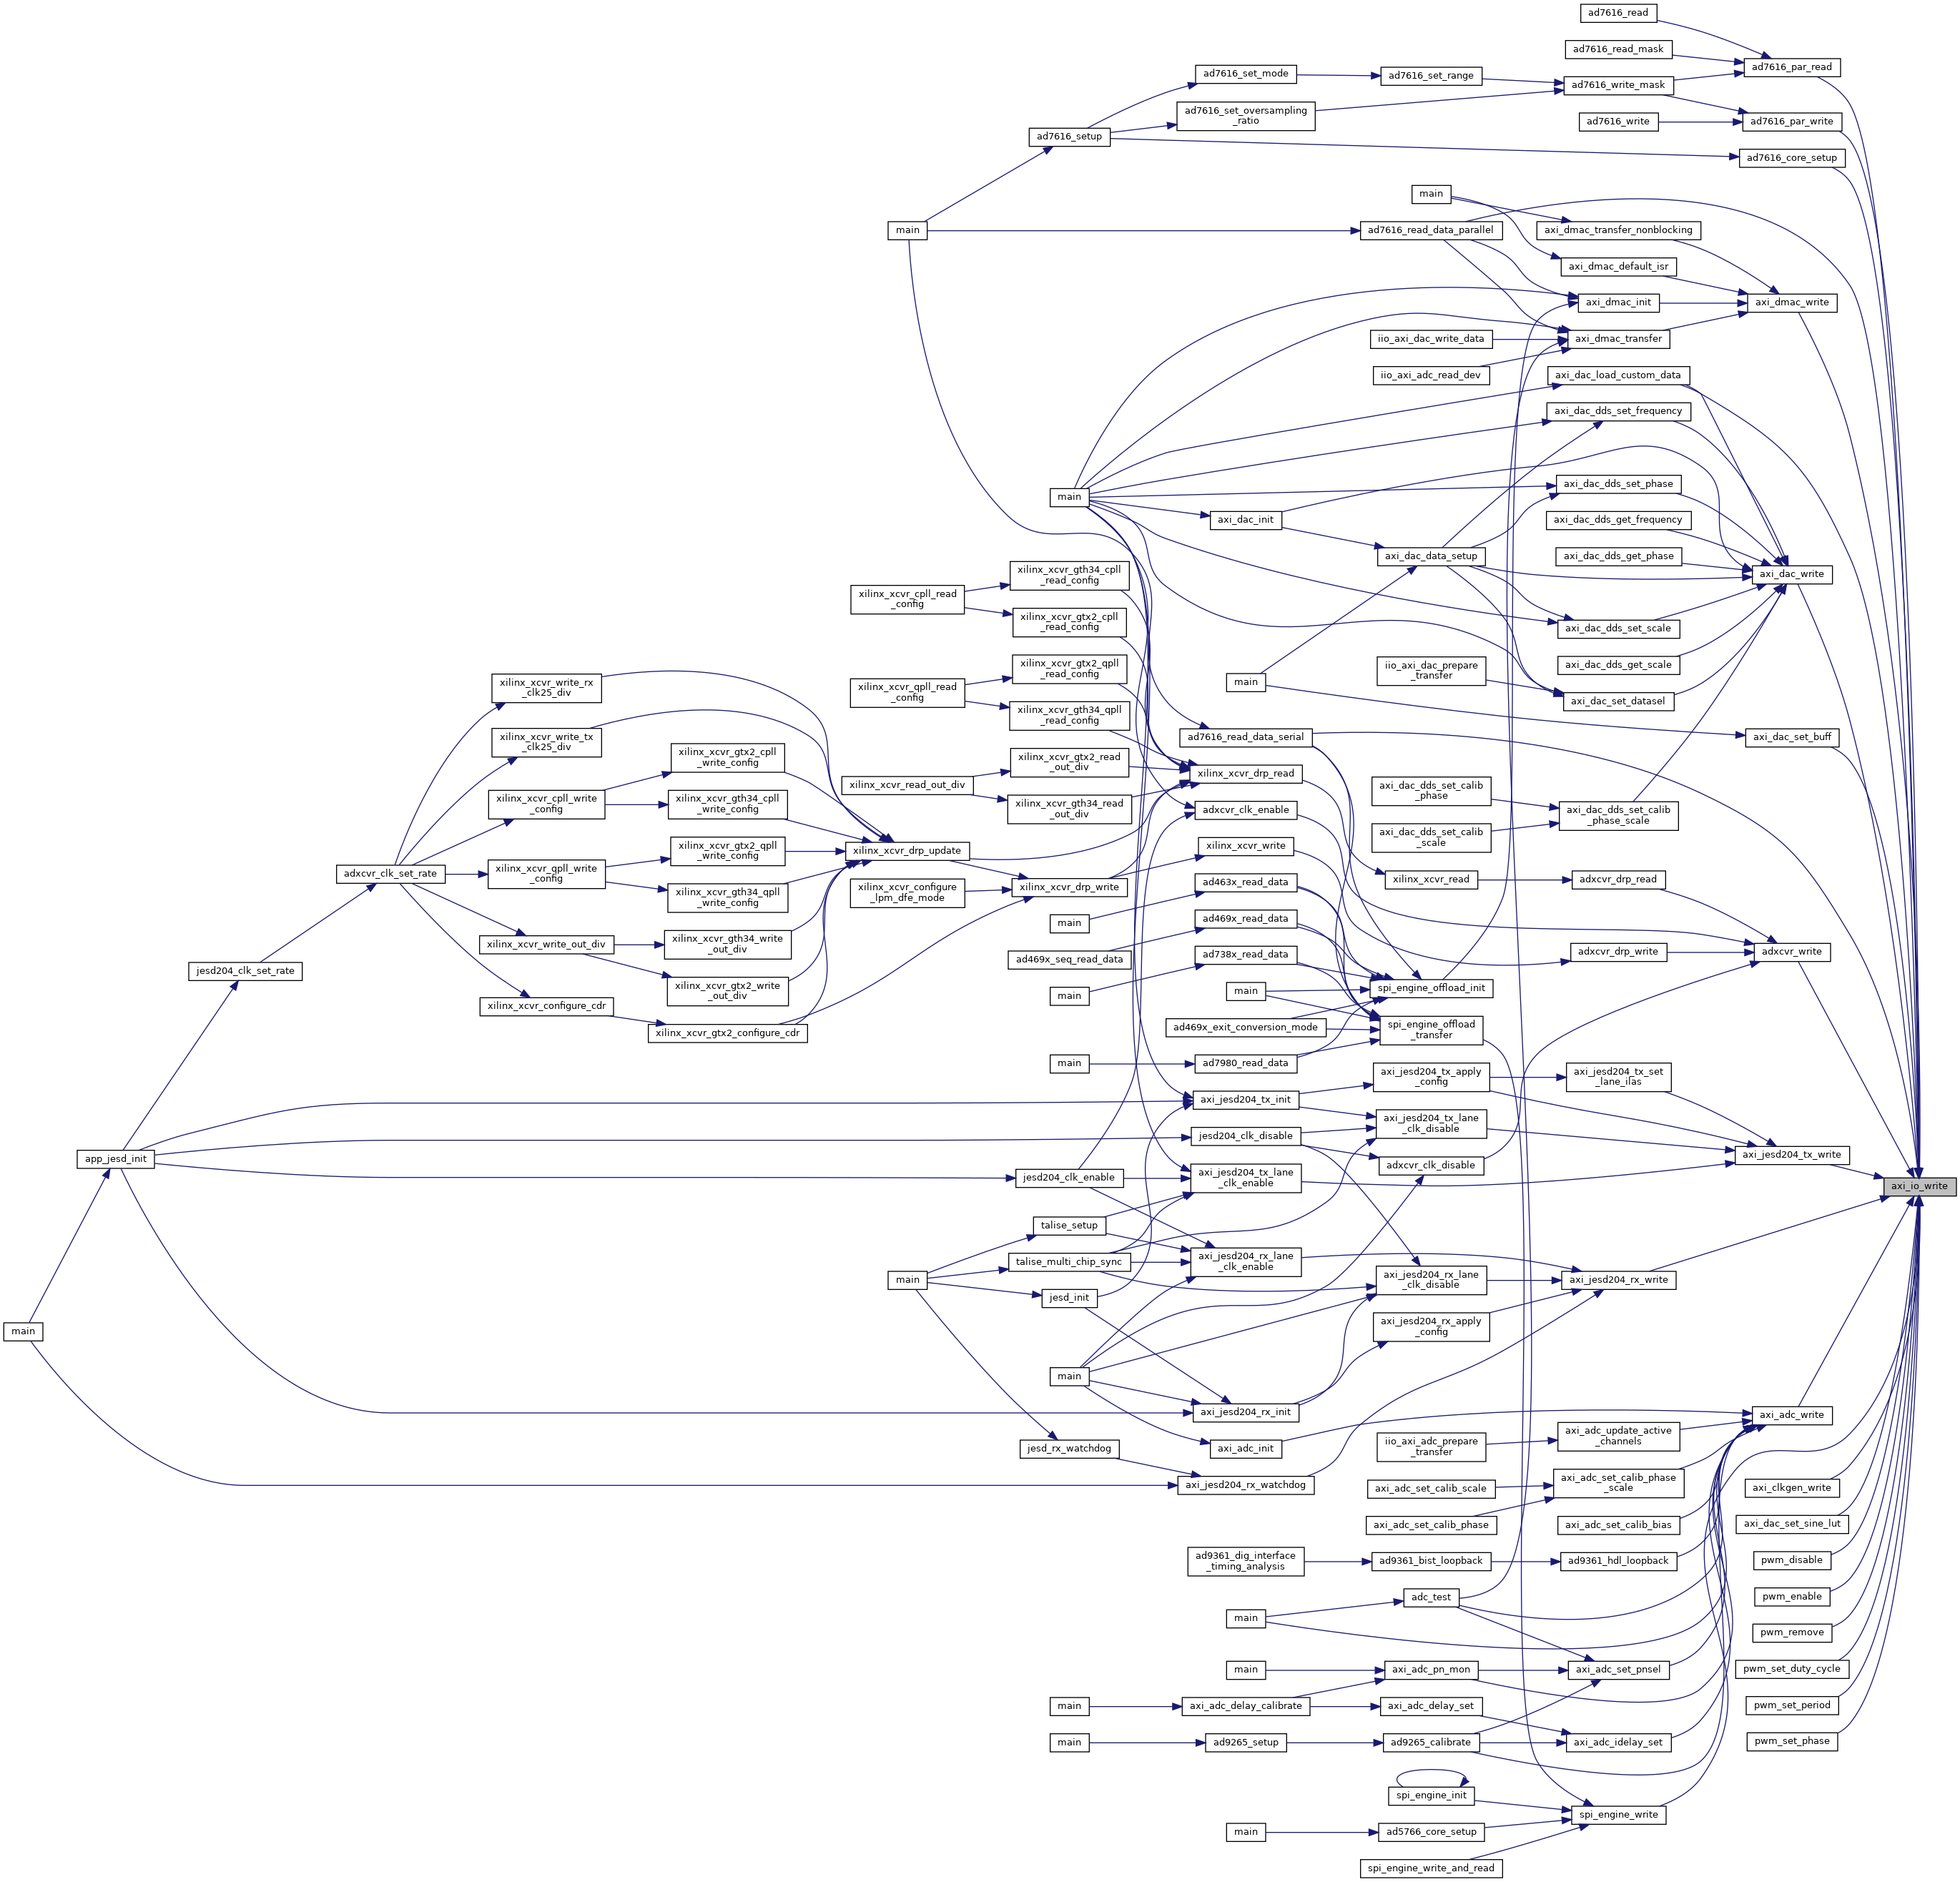 ad7616_read
ad7616_read_mask
ad7616_par_read
ad7616_set_mode
ad7616_set_range
ad7616_write_mask
ad7616_set_oversampling
_ratio
ad7616_write
ad7616_par_write
ad7616_setup
ad7616_core_setup
main
main
ad7616_read_data_parallel
axi_dmac_transfer_nonblocking
axi_dmac_default_isr
axi_dmac_init
axi_dmac_write
iio_axi_dac_write_data
axi_dmac_transfer
iio_axi_adc_read_dev
axi_dac_load_custom_data
axi_dac_dds_set_frequency
axi_dac_dds_set_phase
main
axi_dac_init
axi_dac_dds_get_frequency
axi_dac_data_setup
axi_dac_dds_get_phase
axi_dac_write
xilinx_xcvr_gth34_cpll
_read_config
xilinx_xcvr_cpll_read
_config
xilinx_xcvr_gtx2_cpll
_read_config
axi_dac_dds_set_scale
xilinx_xcvr_gtx2_qpll
_read_config
iio_axi_dac_prepare
_transfer
axi_dac_dds_get_scale
xilinx_xcvr_write_rx
_clk25_div
xilinx_xcvr_qpll_read
_config
main
axi_dac_set_datasel
xilinx_xcvr_gth34_qpll
_read_config
xilinx_xcvr_write_tx
_clk25_div
ad7616_read_data_serial
axi_dac_set_buff
xilinx_xcvr_gtx2_cpll
_write_config
xilinx_xcvr_gtx2_read
_out_div
xilinx_xcvr_drp_read
xilinx_xcvr_read_out_div
axi_dac_dds_set_calib
_phase
xilinx_xcvr_cpll_write
_config
xilinx_xcvr_gth34_cpll
_write_config
xilinx_xcvr_gth34_read
_out_div
adxcvr_clk_enable
axi_dac_dds_set_calib
_phase_scale
axi_dac_dds_set_calib
_scale
xilinx_xcvr_gtx2_qpll
_write_config
xilinx_xcvr_drp_update
xilinx_xcvr_write
adxcvr_clk_set_rate
xilinx_xcvr_qpll_write
_config
xilinx_xcvr_gth34_qpll
_write_config
xilinx_xcvr_configure
_lpm_dfe_mode
xilinx_xcvr_drp_write
ad463x_read_data
xilinx_xcvr_read
adxcvr_drp_read
main
ad469x_read_data
xilinx_xcvr_write_out_div
xilinx_xcvr_gth34_write
_out_div
ad469x_seq_read_data
ad738x_read_data
adxcvr_drp_write
adxcvr_write
jesd204_clk_set_rate
xilinx_xcvr_gtx2_write
_out_div
main
main
spi_engine_offload_init
xilinx_xcvr_configure_cdr
xilinx_xcvr_gtx2_configure_cdr
ad469x_exit_conversion_mode
spi_engine_offload
_transfer
main
ad7980_read_data
axi_jesd204_tx_apply
_config
axi_jesd204_tx_set
_lane_ilas
axi_jesd204_tx_init
axi_jesd204_tx_lane
_clk_disable
jesd204_clk_disable
app_jesd_init
adxcvr_clk_disable
axi_jesd204_tx_write
jesd204_clk_enable
axi_jesd204_tx_lane
_clk_enable
axi_io_write
talise_setup
talise_multi_chip_sync
axi_jesd204_rx_lane
_clk_enable
main
axi_jesd204_rx_lane
_clk_disable
axi_jesd204_rx_write
jesd_init
main
axi_jesd204_rx_apply
_config
main
axi_jesd204_rx_init
axi_adc_write
jesd_rx_watchdog
axi_adc_init
iio_axi_adc_prepare
_transfer
axi_adc_update_active
_channels
axi_jesd204_rx_watchdog
axi_adc_set_calib_scale
axi_adc_set_calib_phase
_scale
axi_clkgen_write
axi_adc_set_calib_phase
axi_adc_set_calib_bias
axi_dac_set_sine_lut
ad9361_dig_interface
_timing_analysis
ad9361_bist_loopback
ad9361_hdl_loopback
pwm_disable
adc_test
pwm_enable
main
pwm_remove
main
axi_adc_pn_mon
axi_adc_set_pnsel
pwm_set_duty_cycle
main
axi_adc_delay_calibrate
axi_adc_delay_set
pwm_set_period
main
ad9265_setup
ad9265_calibrate
axi_adc_idelay_set
pwm_set_phase
spi_engine_init
spi_engine_write
main
ad5766_core_setup
spi_engine_write_and_read